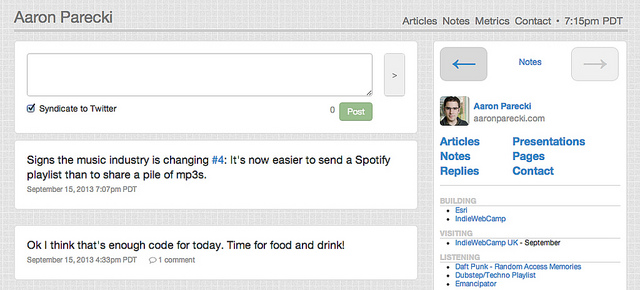 Aaron Parecki
Articles Notes Metrics Contact • 7:15pm PDT
>
Syndicate to Twitter
0 Post
Signs the music industry is changing #4: It's now easier to send a Spotify
playlist than to share a pile of mp3s.
September 15, 2013 7:07pm PDT
Ok I think that's enough code for today. Time for food and drink!
September 15, 2013 4:33pm PDT 1 comment
← Notes →
Aaron Parecki
aaronparecki.com
Articles Presentations
Notes Pages
Replies Contact
BUILDING
• Esri
• IndieWebCamp
VISITING
• IndieWebCamp UK - September
LISTENING
• Daft Punk - Random Access Memories
• Dubstep/Techno Playlist
• Emancipator